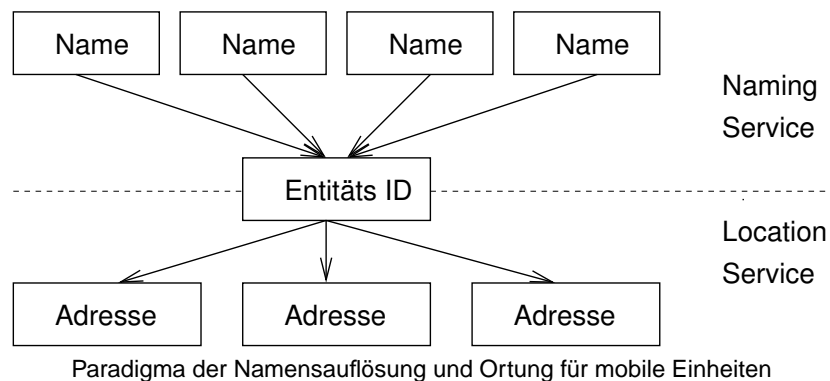 Name Name Name Name
Naming
Service
Entitäts ID
Location
Service
Adresse Adresse Adresse
Paradigma der Namensauflösung und Ortung für mobile Einheiten